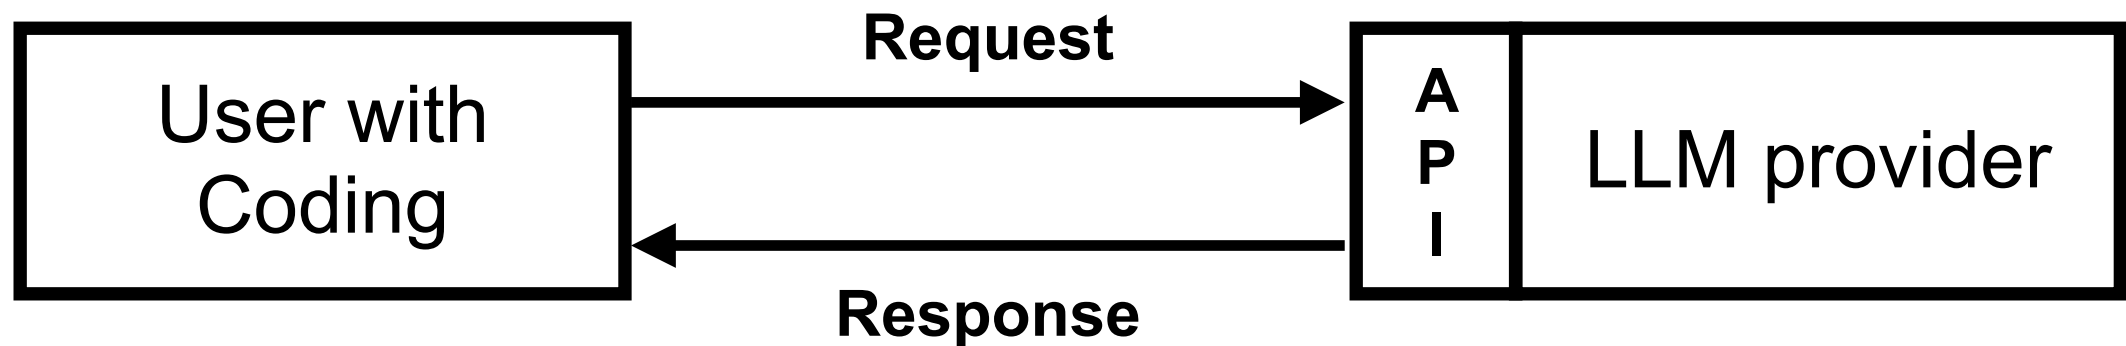 User with
Coding
Request
Response
A
P
I
LLM provider